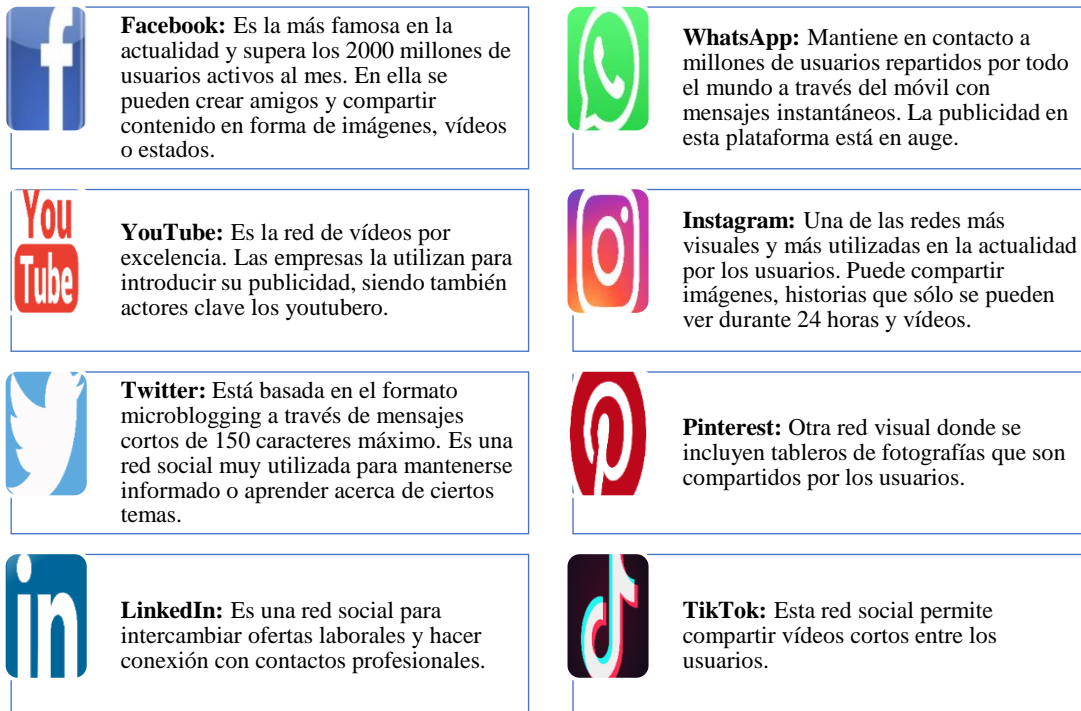 Facebook: Es la más famosa en la
actualidad y supera los 2000 millones de
usuarios activos al mes. En ella se
pueden crear amigos y compartir
contenido en forma de imágenes, vídeos
o estados.
WhatsApp: Mantiene en contacto a
millones de usuarios repartidos por todo
el mundo a través del móvil con
mensajes instantáneos. La publicidad en
esta plataforma está en auge.
You
Tube
YouTube: Es la red de vídeos por
excelencia. Las empresas la utilizan para
introducir su publicidad, siendo también
actores clave los youtubero.
Instagram: Una de las redes más
visuales y más utilizadas en la actualidad
por los usuarios. Puede compartir
imágenes, historias que sólo se pueden
ver durante 24 horas y vídeos.
Twitter: Está basada en el formato
microblogging a través de mensajes
cortos de 150 caracteres máximo. Es una
red social muy utilizada para mantenerse
informado o aprender acerca de ciertos
temas.
Pinterest: Otra red visual donde se
incluyen tableros de fotografías que son
compartidos por los usuarios.
in
LinkedIn: Es una red social para
intercambiar ofertas laborales y hacer
conexión con contactos profesionales.
TikTok: Esta red social permite
compartir vídeos cortos entre los
usuarios.